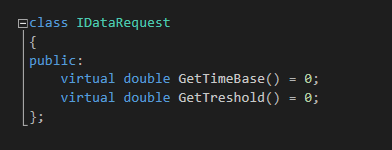 class IDataRequest
{
public:
    virtual double GetTimeBase() = 0;
    virtual double GetTreshold() = 0;
};